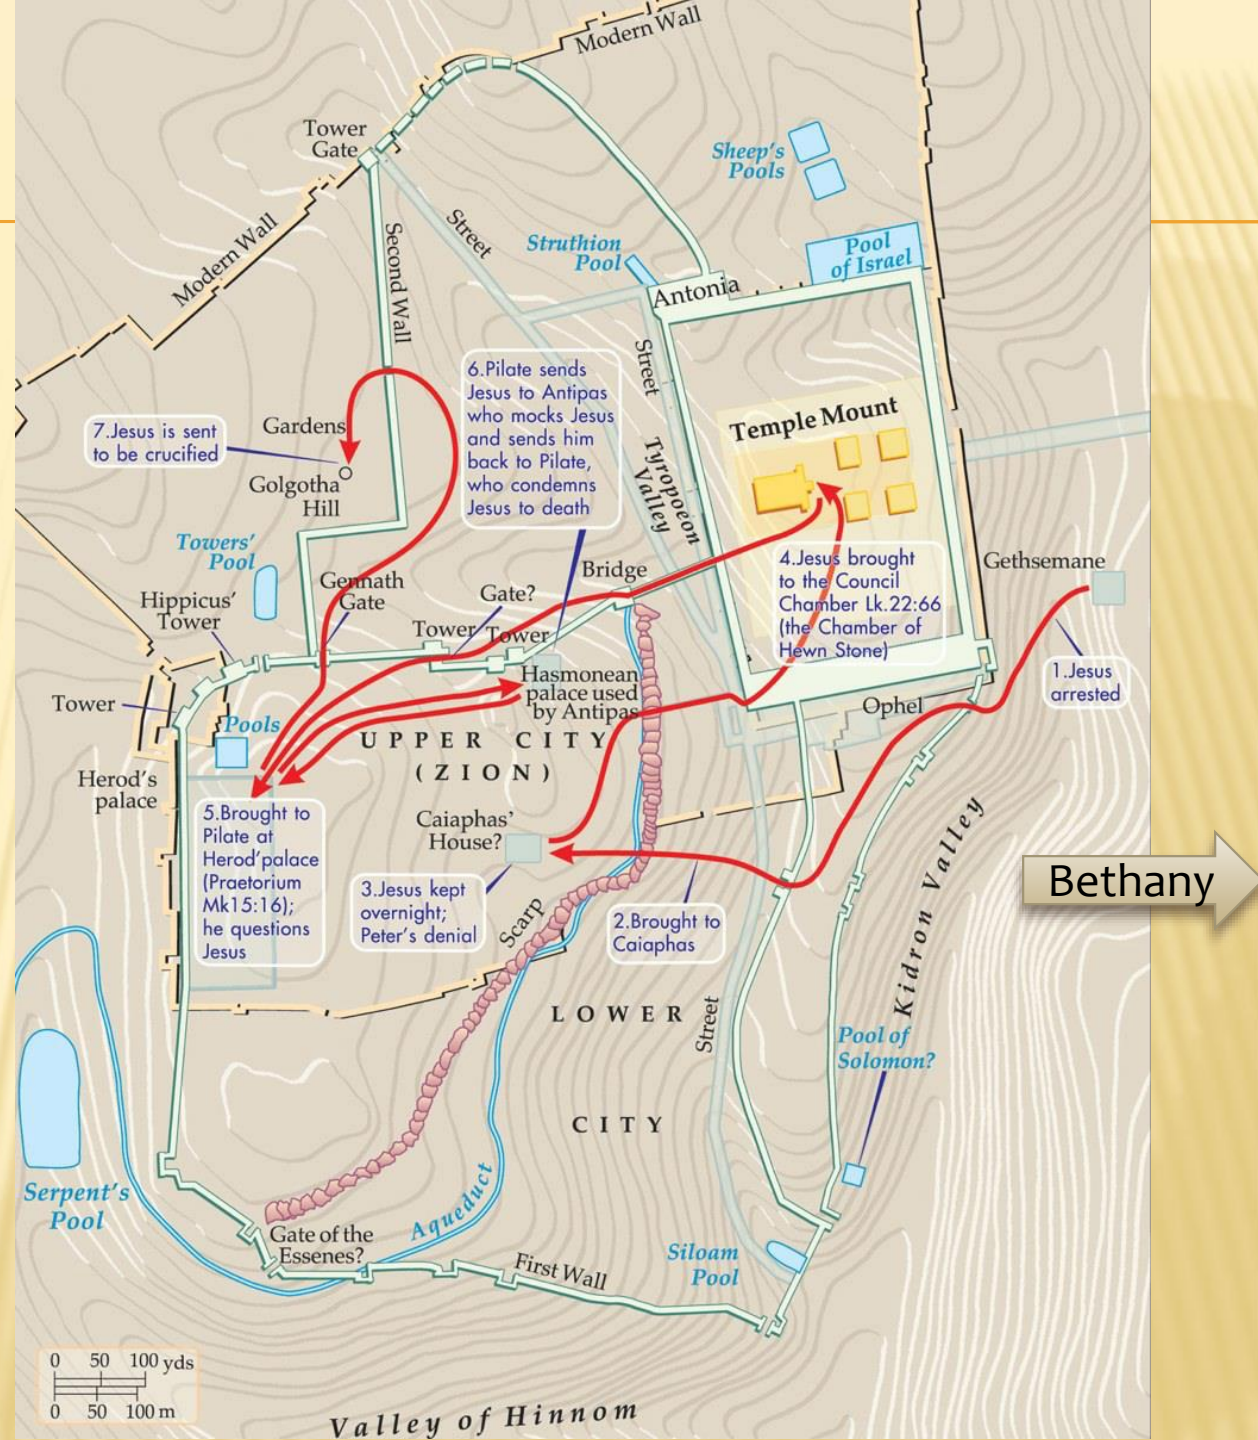 Modern Wall
Tower
Gate
Sheep's
Pools
Modern Wall
Second Wall
Street
Struthion
Pool
Pool
of Israel
Antonia
Street
6.Pilate sends
Jesus to Antipas
who mocks Jesus
and sends him
back to Pilate,
who condemns
Jesus to death
Temple Mount
7.Jesus is sent
to be crucified
Gardens
Golgotha
Hill
Tyropoeon
Valley
Towers'
Pool
Gennath
Gate
Hippicus'
Tower
Gate?
Bridge
4.Jesus brought
to the Council
Chamber Lk.22:66
(the Chamber of
Hewn Stone)
Gethsemane
Tower
Tower
Hasmonean
palace used
by Antipas
1.Jesus
arrested
Tower
Pools
Ophel
UPPER CITY
(ZION)
Herod's
palace
5.Brought to
Pilate at
Herod'palace
(Praetorium
Mk15:16);
he questions
Jesus
Caiaphas'
House?
3.Jesus kept
overnight;
Peter's denial
Scarp
2.Brought to
Caiaphas
Kidron Valley
Bethany
LOWER
CITY
Street
Pool of
Solomon?
Serpent's
Pool
Aqueduct
Gate of the
Essenes?
First Wall
Siloam
Pool
0 50 100 yds
0 50 100 m
Valley of Hinnom